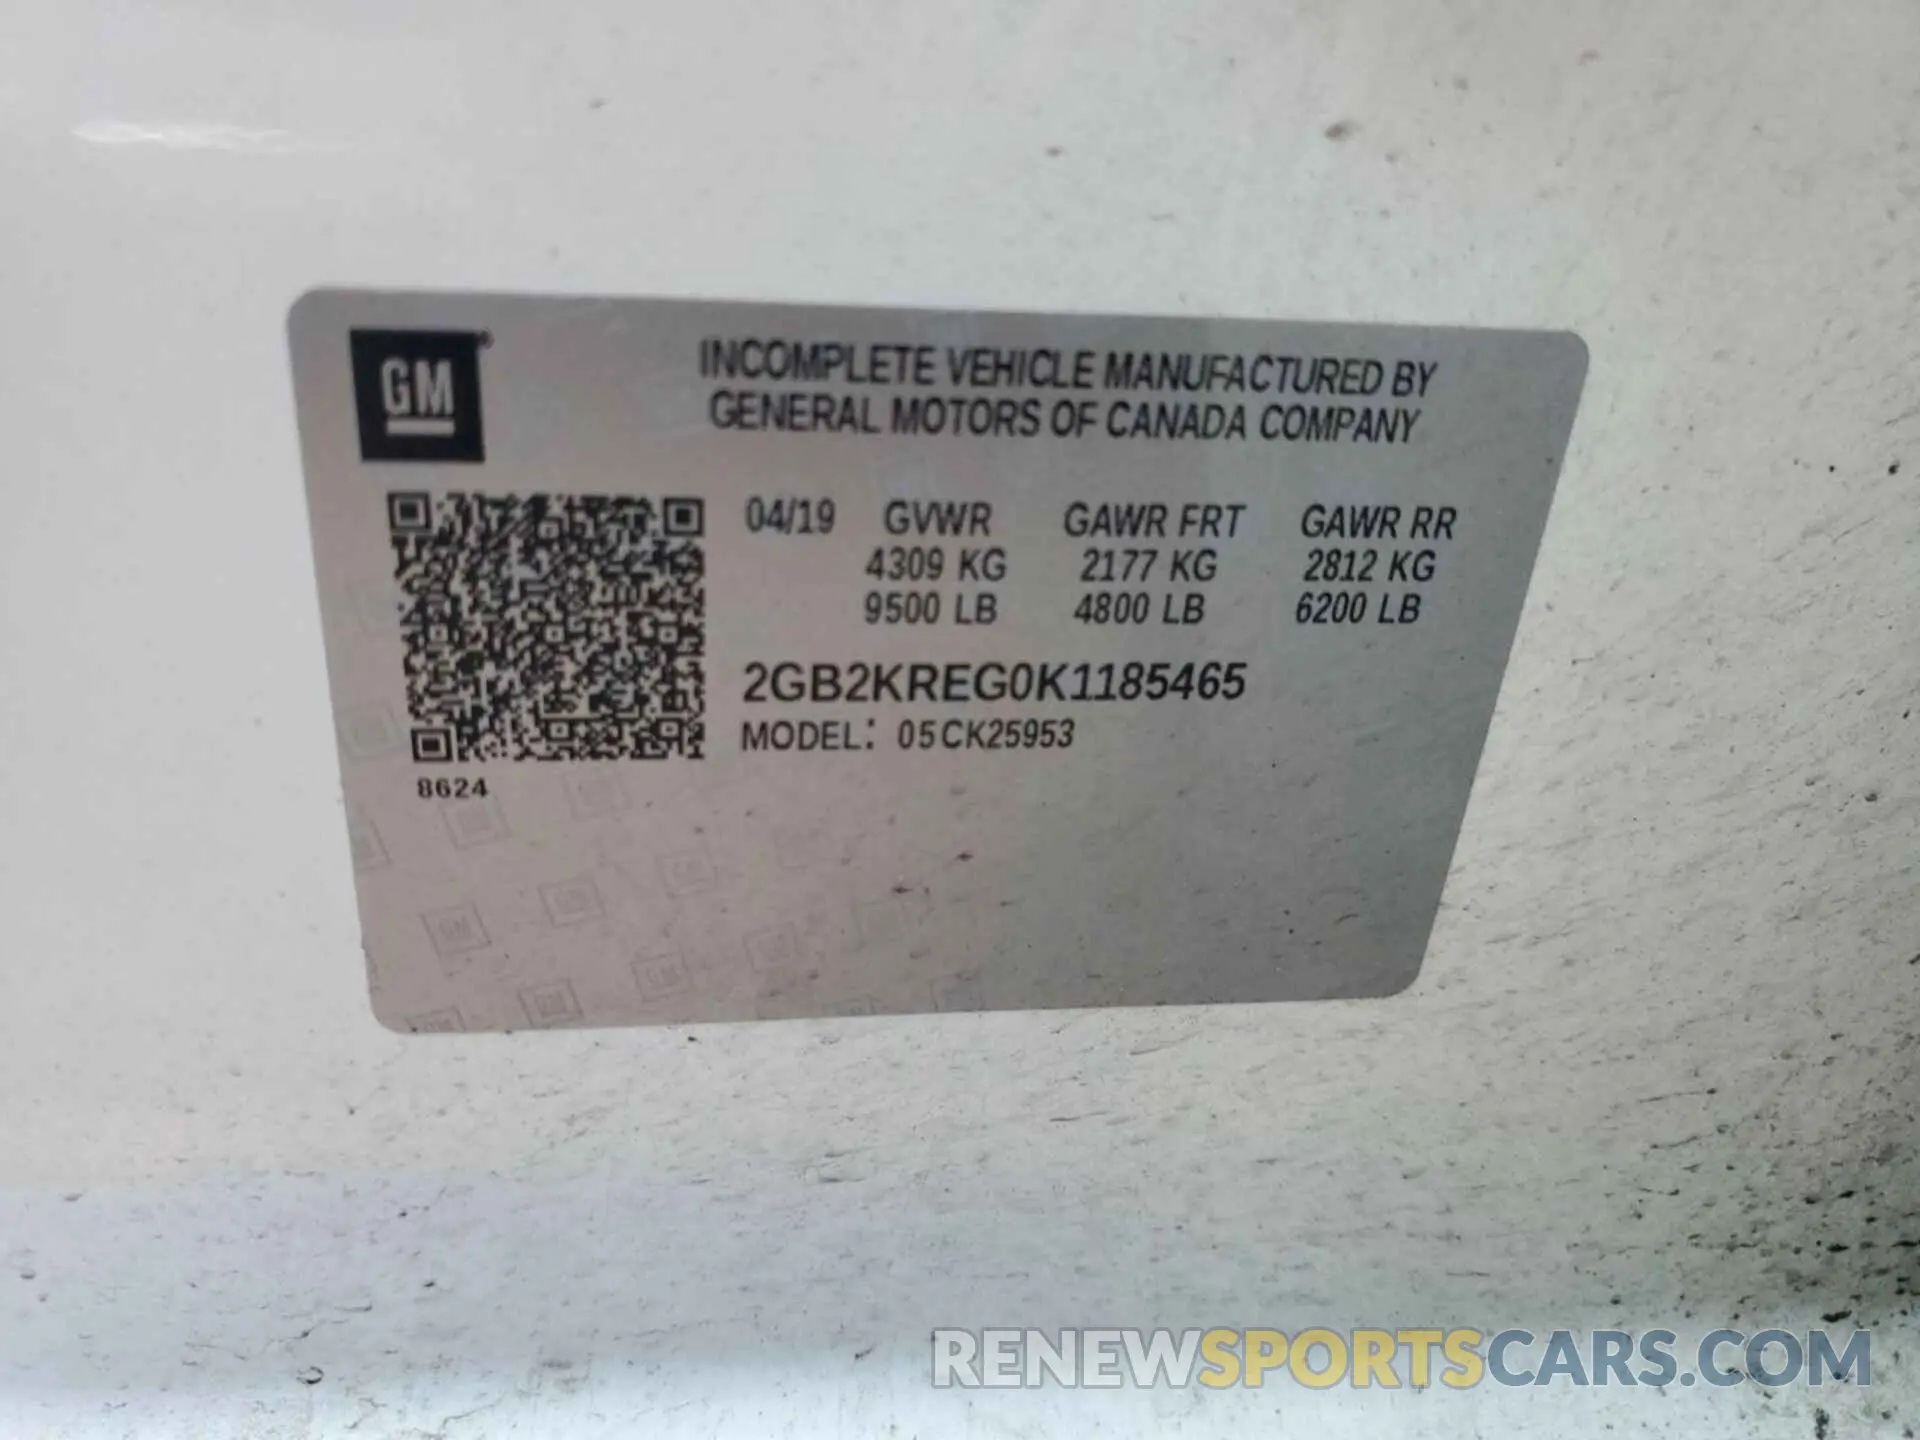 GM
INCOMPLETE VEHICLE MANUFACTURED BY
GENERAL MOTORS OF CANADA COMPANY
04/19 GVWR GAWR FRT GAWR RR
4309 KG 2177 KG 2812 KG
9500 LB 4800 LB 6200 LB
2GB2KREG0K1185465
MODEL: 05CK25953
8624
RENEWSPORTSCARS.COM